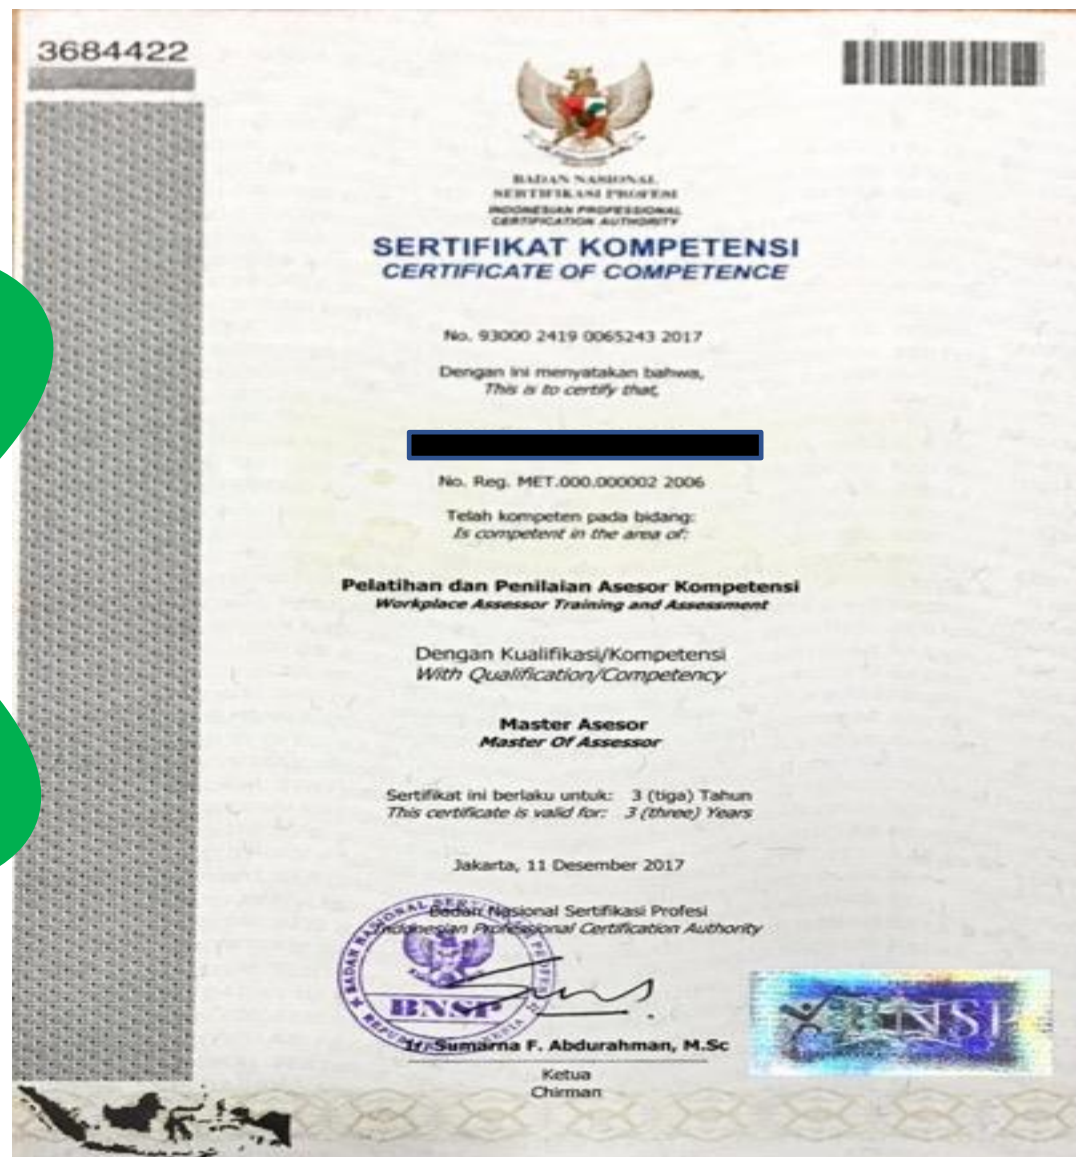 3684422
BADAN NASIONAL
SERTIFIKASI PROFESI
INDONESIAN PROFESSIONAL
CERTIFICATION AUTHORITY
SERTIFIKAT KOMPETENSI
CERTIFICATE OF COMPETENCE
No. 93000 2419 0065243 2017
Dengan ini menyatakan bahwa,
This is to certify that,
No. Reg. MET.000.000002 2006
Telah kompeten pada bidang:
Is competent in the area of:
Pelatihan dan Penilaian Asesor Kompetensi
Workplace Assessor Training and Assessment
Dengan Kualifikasi/Kompetensi
With Qualification/Competency
Master Asesor
Master Of Assessor
Sertifikat ini berlaku untuk: 3 (tiga) Tahun
This certificate is valid for: 3 (three) Years
Jakarta, 11 Desember 2017
Badan Nasional Sertifikasi Profesi
Indonesian Professional Certification Authority
BNSP
Ir. Sumarna F. Abdurahman, M.Sc
Ketua
Chirman